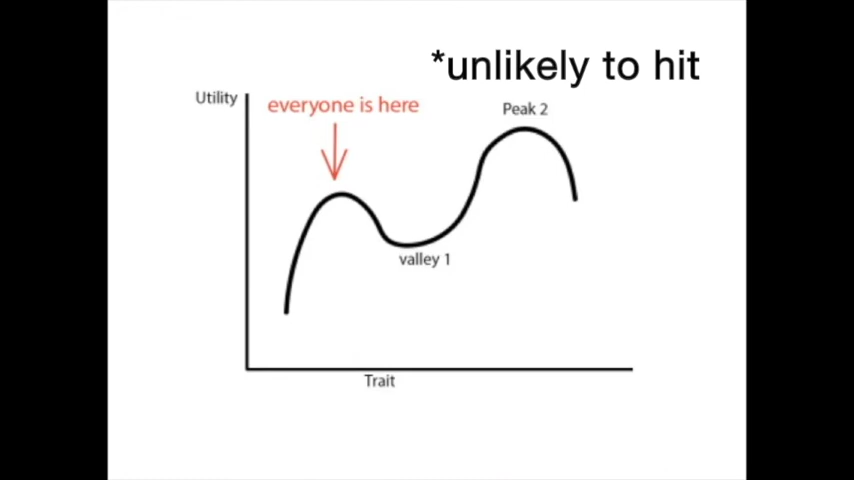 *unlikely to hit
Utility
everyone is here
Peak 2
valley 1
Trait